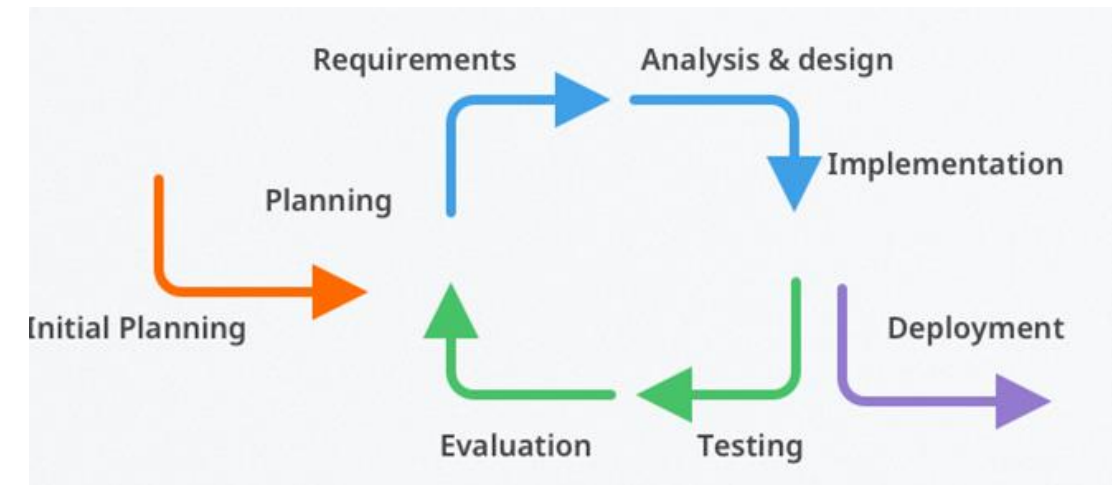 Requirements
Analysis & design
Implementation
Planning
Initial Planning
Deployment
Evaluation
Testing